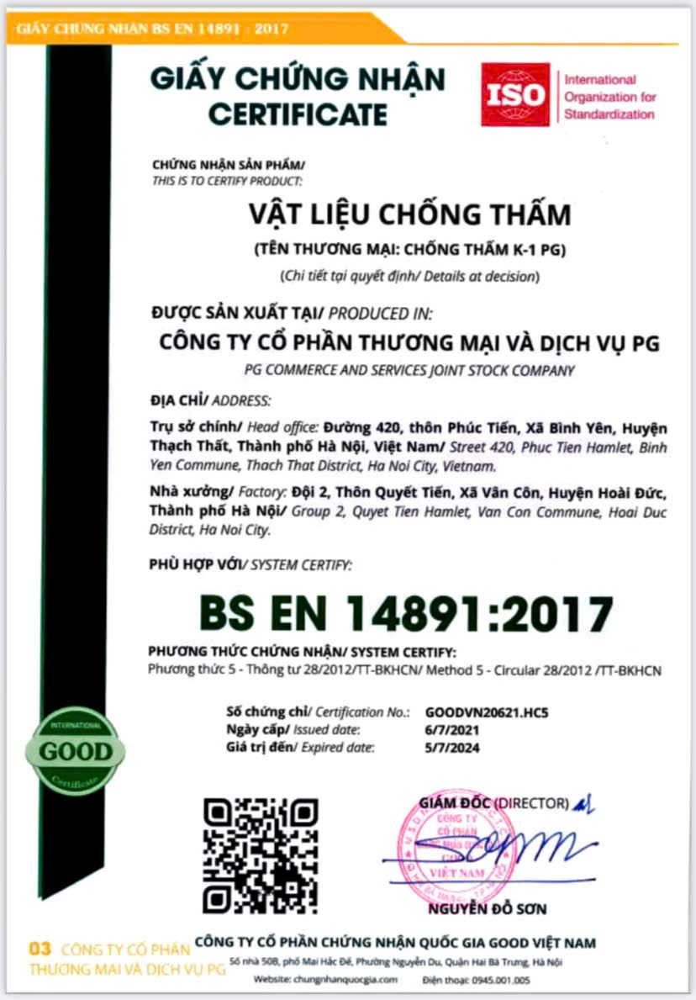 GIẤY CHỨNG NHẬN BS EN 14891 : 2017
GIẤY CHỨNG NHẬN
CERTIFICATE
ISO
International
Organization for
Standardization
CHỨNG NHẬN SẢN PHẨM/
THIS IS TO CERTIFY PRODUCT:
VẬT LIỆU CHỐNG THẤM
(TÊN THƯƠNG MẠI: CHỐNG THẤM K-1 PG)
(Chi tiết tại quyết định/ Details at decision)
ĐƯỢC SẢN XUẤT TẠI/ PRODUCED IN:
CÔNG TY CỔ PHẦN THƯƠNG MẠI VÀ DỊCH VỤ PG
PG COMMERCE AND SERVICES JOINT STOCK COMPANY
ĐỊA CHỈ/ ADDRESS:
Trụ sở chính/ Head office: Đường 420, thôn Phúc Tiến, Xã Bình Yên, Huyện
Thạch Thất, Thành phố Hà Nội, Việt Nam/ Street 420, Phuc Tien Hamlet, Binh
Yen Commune, Thach That District, Ha Noi City, Vietnam.
Nhà xưởng/ Factory: Đội 2, Thôn Quyết Tiến, Xã Vân Côn, Huyện Hoài Đức,
Thành phố Hà Nội/ Group 2, Quyet Tien Hamlet, Van Con Commune, Hoai Duc
District, Ha Noi City.
PHÙ HỢP VỚI/ SYSTEM CERTIFY:
BS EN 14891:2017
PHƯƠNG THỨC CHỨNG NHẬN/ SYSTEM CERTIFY:
Phương thức 5 - Thông tư 28/2012/TT-BKHCN/ Method 5 - Circular 28/2012 /TT-BKHCN
Số chứng chỉ/ Certification No.: GOODVN20621.HC5
Ngày cấp/ Issued date: 6/7/2021
Giá trị đến/ Expired date: 5/7/2024
INTERNATIONAL
GOOD
Certificate
GIÁM ĐỐC (DIRECTOR)
CÔNG TY
CỔ PHẦN
VIỆT NAM
NGUYỄN ĐỖ SƠN
03 CÔNG TY CỔ PHẦN
THƯƠNG MẠI VÀ DỊCH VỤ PG
CÔNG TY CỔ PHẦN CHỨNG NHẬN QUỐC GIA GOOD VIỆT NAM
Số nhà 50B, phố Mai Hắc Đế, Phường Nguyễn Du, Quận Hai Bà Trưng, Hà Nội
Website: chungnhanquocgia.com Điện thoại: 0945.001.005